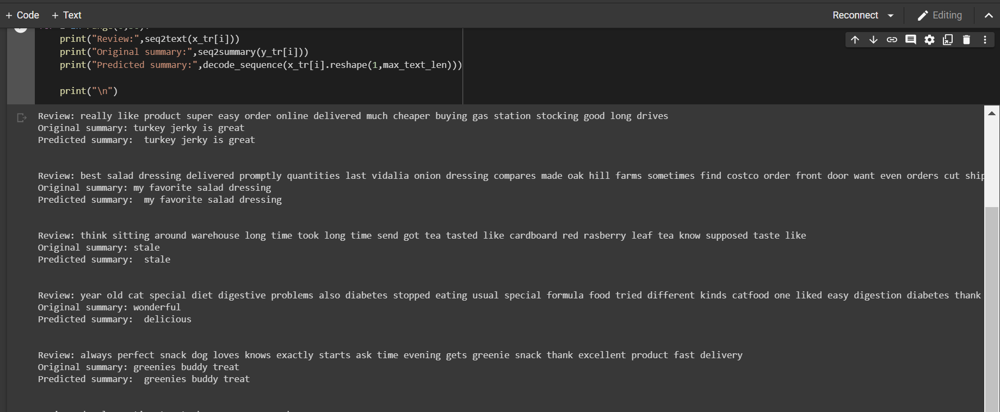 + Code + Text Reconnect Editing
print("Review:",seq2text(x_tr[i]))
print("Original summary:",seq2summary(y_tr[i]))
print("Predicted summary:",decode_sequence(x_tr[i].reshape(1,max_text_len)))
print("\n")
Review: really like product super easy order online delivered much cheaper buying gas station stocking good long drives
Original summary: turkey jerky is great
Predicted summary:  turkey jerky is great
Review: best salad dressing delivered promptly quantities last vidalia onion dressing compares made oak hill farms sometimes find costco order front door want even orders cut ship
Original summary: my favorite salad dressing
Predicted summary:  my favorite salad dressing
Review: think sitting around warehouse long time took long time send got tea tasted like cardboard red rasberry leaf tea know supposed taste like
Original summary: stale
Predicted summary:  stale
Review: year old cat special diet digestive problems also diabetes stopped eating usual special formula food tried different kinds catfood one liked easy digestion diabetes thank
Original summary: wonderful
Predicted summary:  delicious
Review: always perfect snack dog loves knows exactly starts ask time evening gets greenie snack thank excellent product fast delivery
Original summary: greenies buddy treat
Predicted summary:  greenies buddy treat